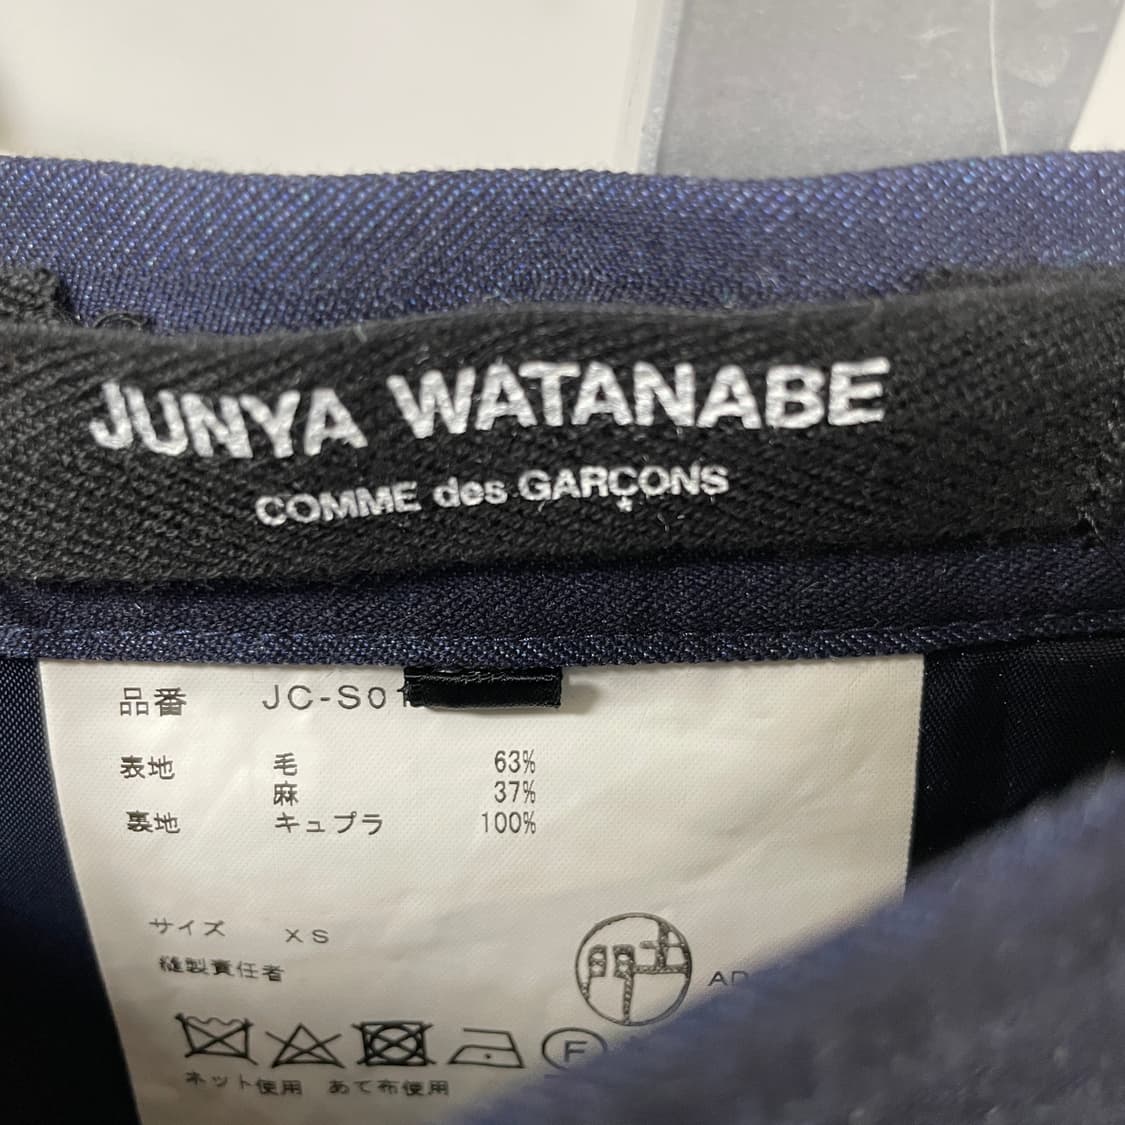 JUNYA WATANABE
COMME des GARÇONS
品番 JC-S01
表地 毛 63%
麻 37%
裏地 キュプラ 100%
サイズ XS
縫製責任者
AD
F
ネット使用 あて布使用